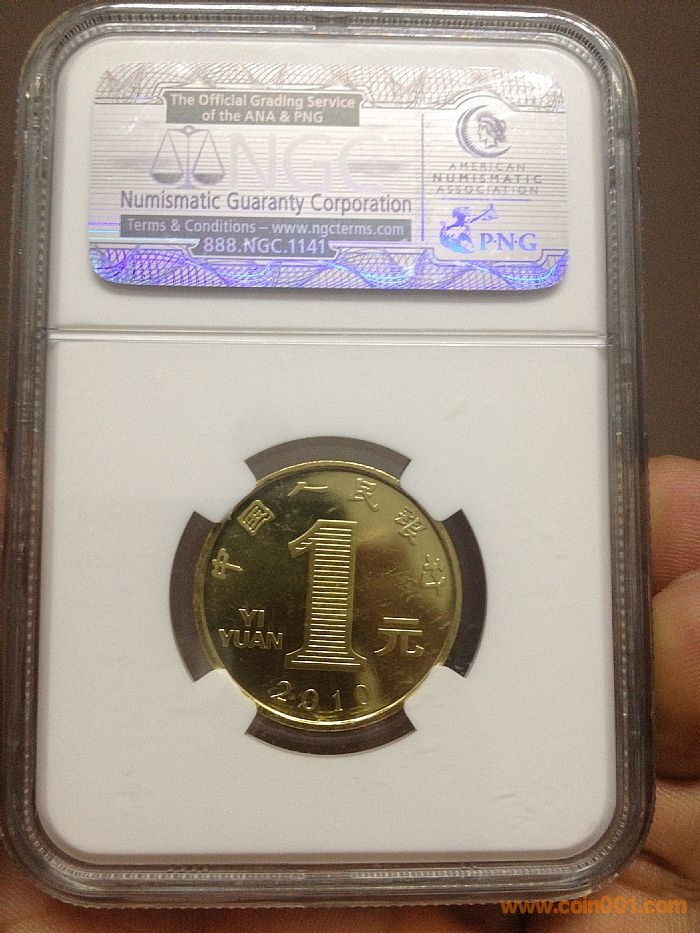 The Official Grading Service
of the ANA & PNG
NGC
Numismatic Guaranty Corporation
Terms & Conditions – www.ngcterms.com
888.NGC.1141
AMERICAN
NUMISMATIC
ASSOCIATION
P·N·G
中国人民银行
1
YI
YUAN
元
2010
www.coin001.com